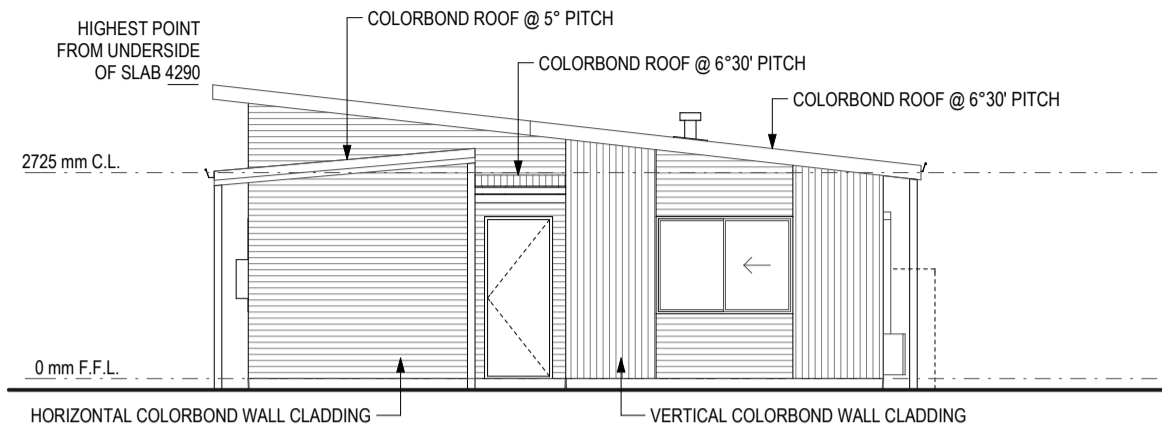 COLORBOND ROOF @ 5° PITCH
HIGHEST POINT
FROM UNDERSIDE
OF SLAB 4290
COLORBOND ROOF @ 6°30' PITCH
COLORBOND ROOF @ 6°30' PITCH
2725 mm C.L.
0 mm F.F.L.
HORIZONTAL COLORBOND WALL CLADDING
VERTICAL COLORBOND WALL CLADDING